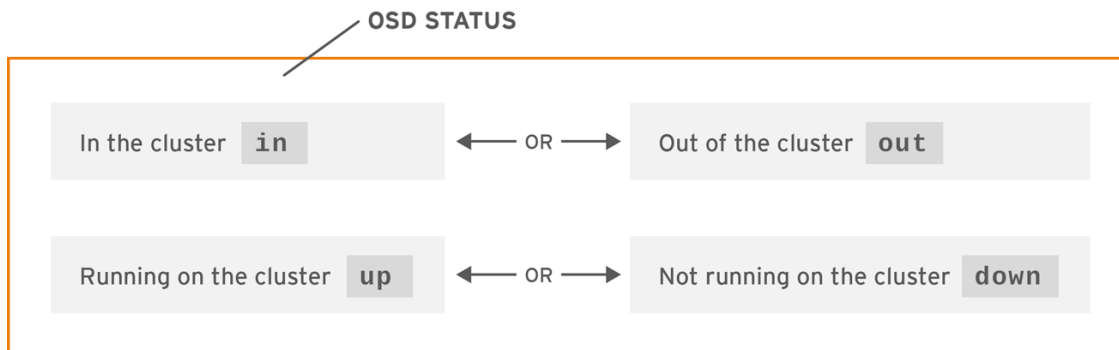 OSD STATUS
In the cluster in OR Out of the cluster out
Running on the cluster up OR Not running on the cluster down